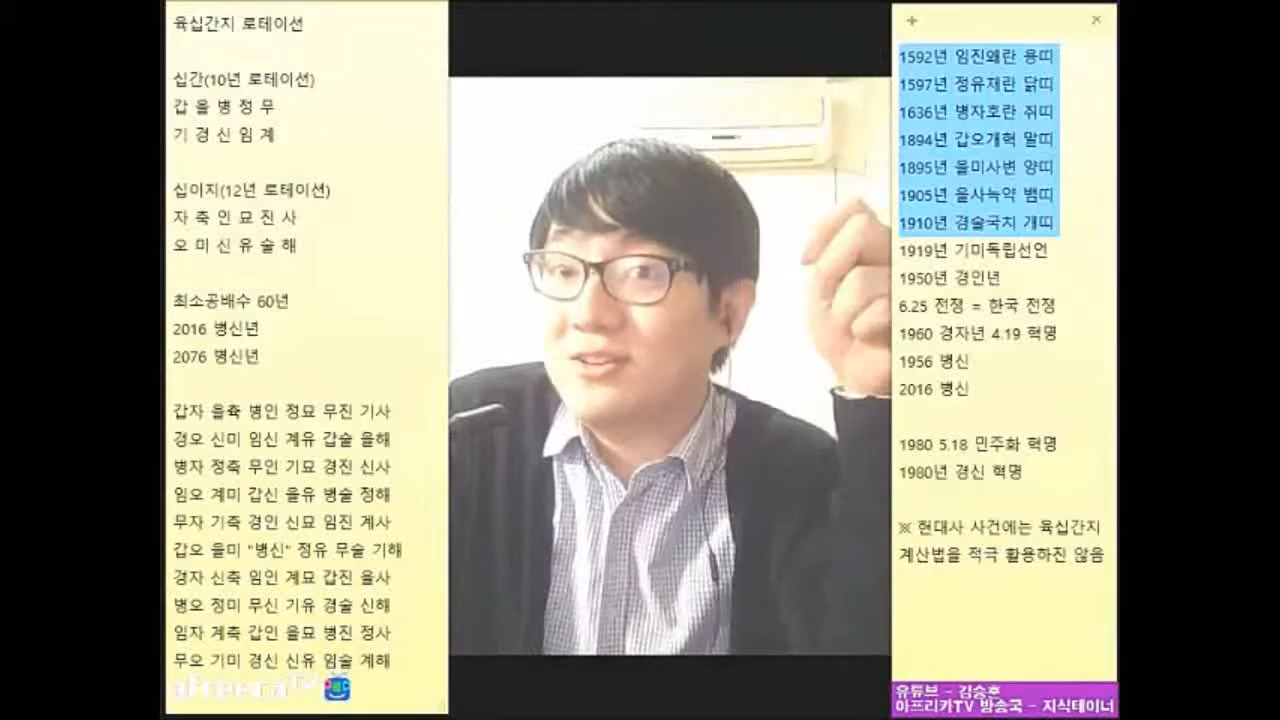 육십간지 로테이션
십간(10년 로테이션)
갑 을 병 정 무
기 경 신 임 계
십이지(12년 로테이션)
자 축 인 묘 진 사
오 미 신 유 술 해
최소공배수 60년
2016 병신년
2076 병신년
갑자 을축 병인 정묘 무진 기사
경오 신미 임신 계유 갑술 을해
병자 정축 무인 기묘 경진 신사
임오 계미 갑신 을유 병술 정해
무자 기축 경인 신묘 임진 계사
갑오 을미 "병신" 정유 무술 기해
경자 신축 임인 계묘 갑진 을사
병오 정미 무신 기유 경술 신해
임자 계축 갑인 을묘 병진 정사
무오 기미 경신 신유 임술 계해
afreecaTV
1592년 임진왜란 용띠
1597년 정유재란 닭띠
1636년 병자호란 쥐띠
1894년 갑오개혁 말띠
1895년 을미사변 양띠
1905년 을사늑약 뱀띠
1910년 경술국치 개띠
1919년 기미독립선언
1950년 경인년
6.25 전쟁 = 한국 전쟁
1960 경자년 4.19 혁명
1956 병신
2016 병신
1980 5.18 민주화 혁명
1980년 경신 혁명
※ 현대사 사건에는 육십간지
계산법을 적극 활용하진 않음
유튜브 - 김승훈
아프리카TV 방송국 - 지식테이너